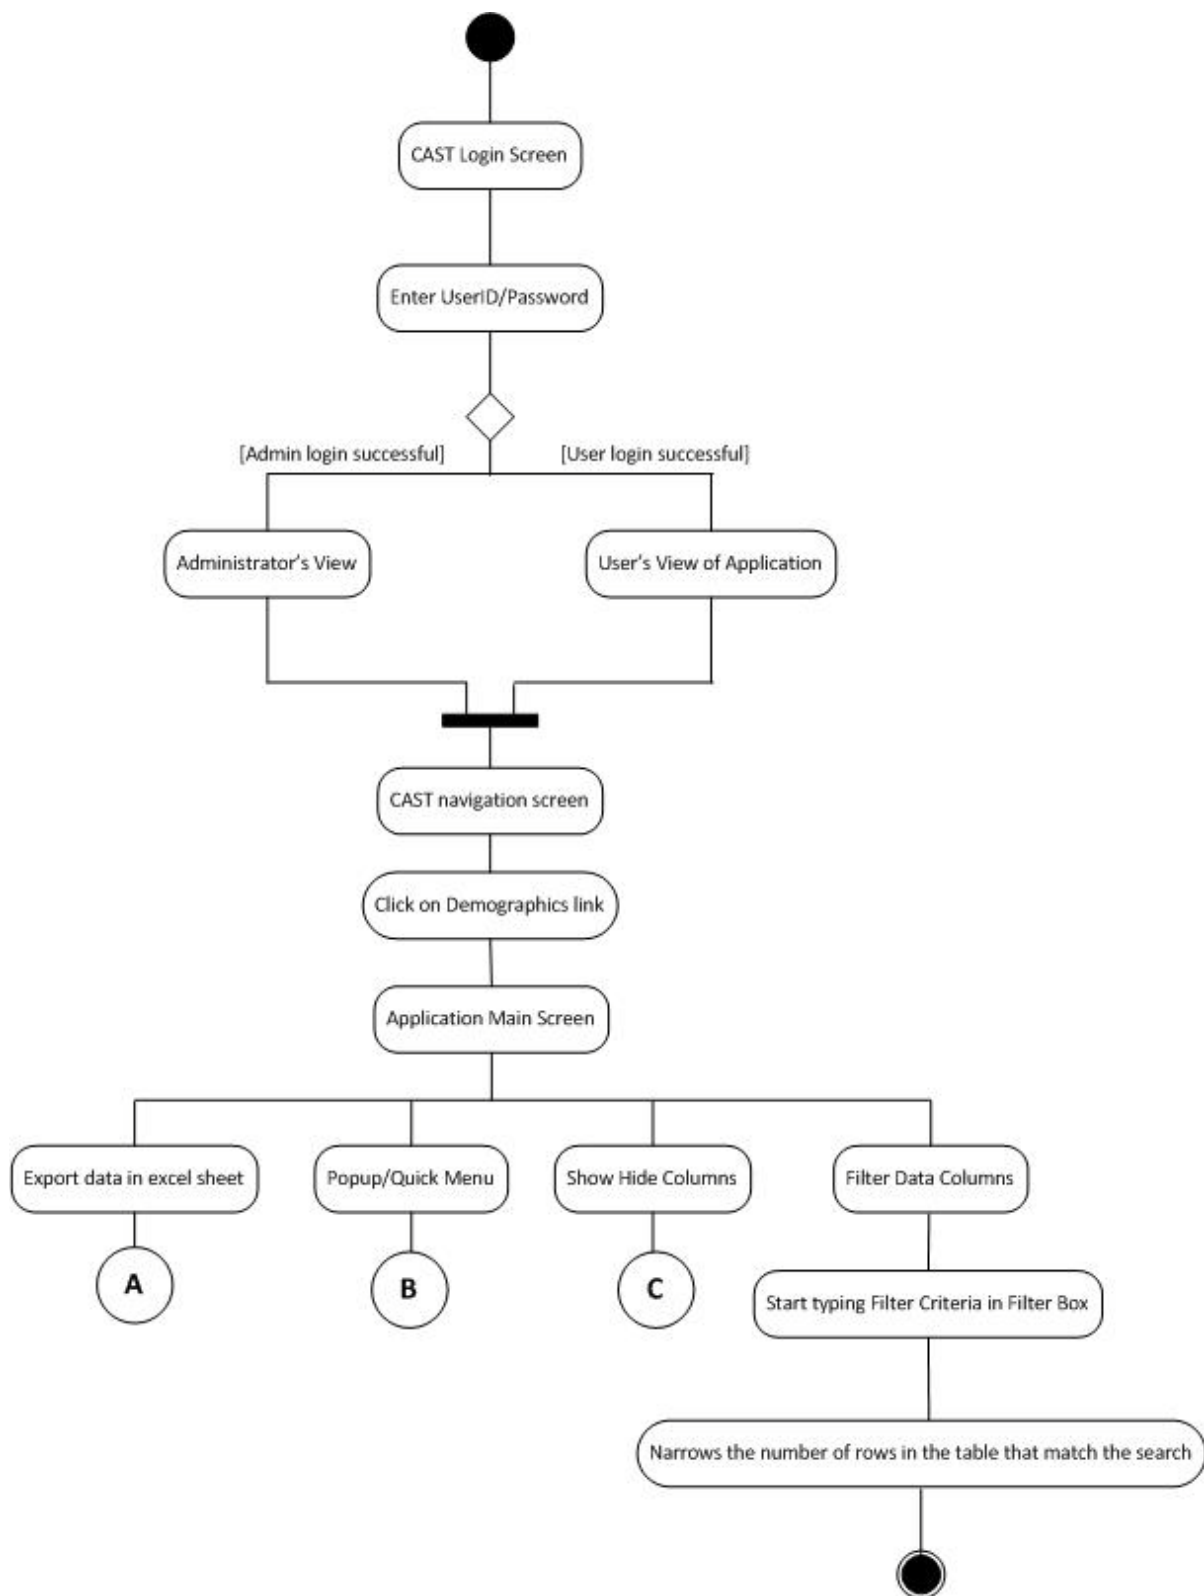 CAST Login Screen
Enter UserID/Password
[Admin login successful]
[User login successful]
Administrator's View
User's View of Application
CAST navigation screen
Click on Demographics link
Application Main Screen
Export data in excel sheet
Popup/Quick Menu
Show Hide Columns
Filter Data Columns
A
B
C
Start typing Filter Criteria in Filter Box
Narrows the number of rows in the table that match the search